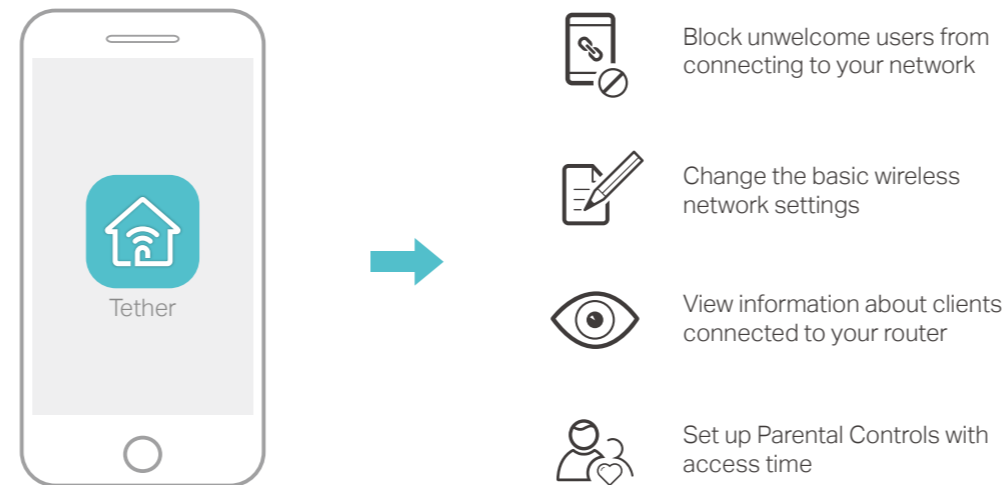 Tether
Block unwelcome users from
connecting to your network
Change the basic wireless
network settings
View information about clients
connected to your router
Set up Parental Controls with
access time